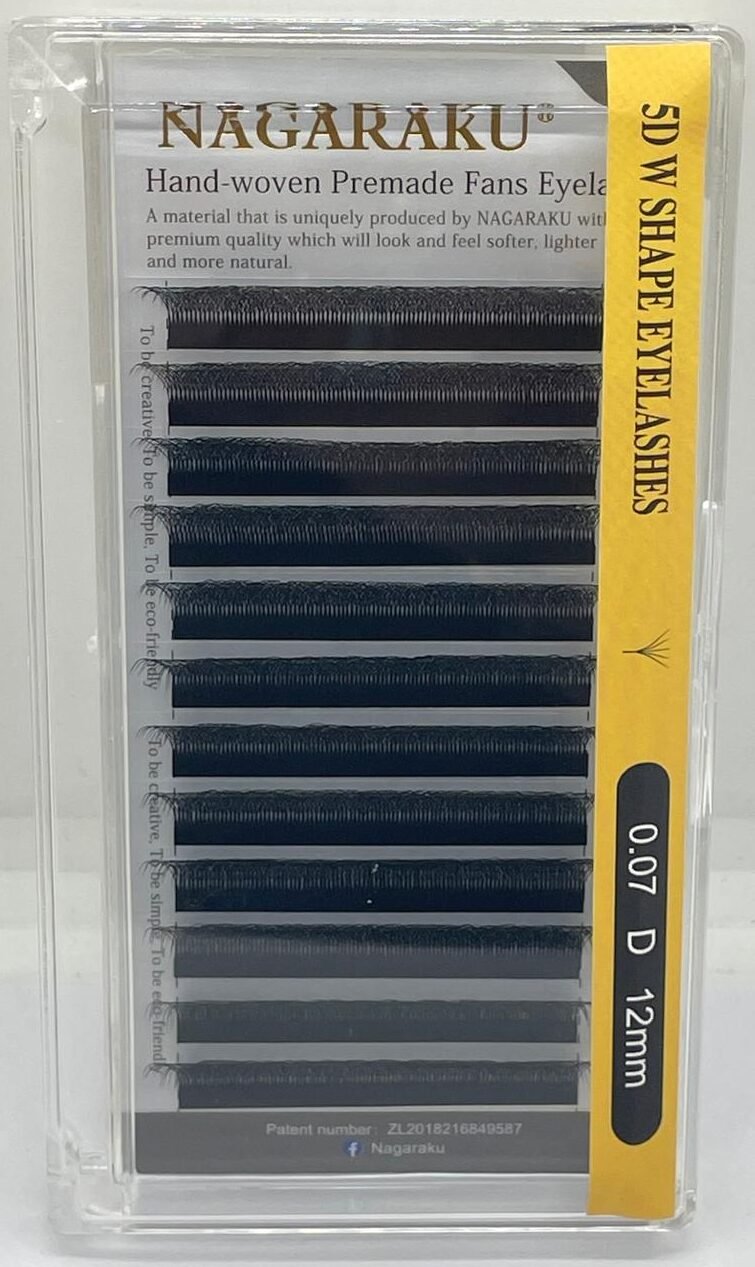 NAGARAKU®
Hand-woven Premade Fans Eyela
A material that is uniquely produced by NAGARAKU with
premium quality which will look and feel softer, lighter
and more natural.
To be creative, To be simple, To be eco-friendly
To be creative, To be simple, To be eco-friendly
Patent number: ZL2018216849587
Nagaraku
5D W SHAPE EYELASHES
0.07 D 12mm